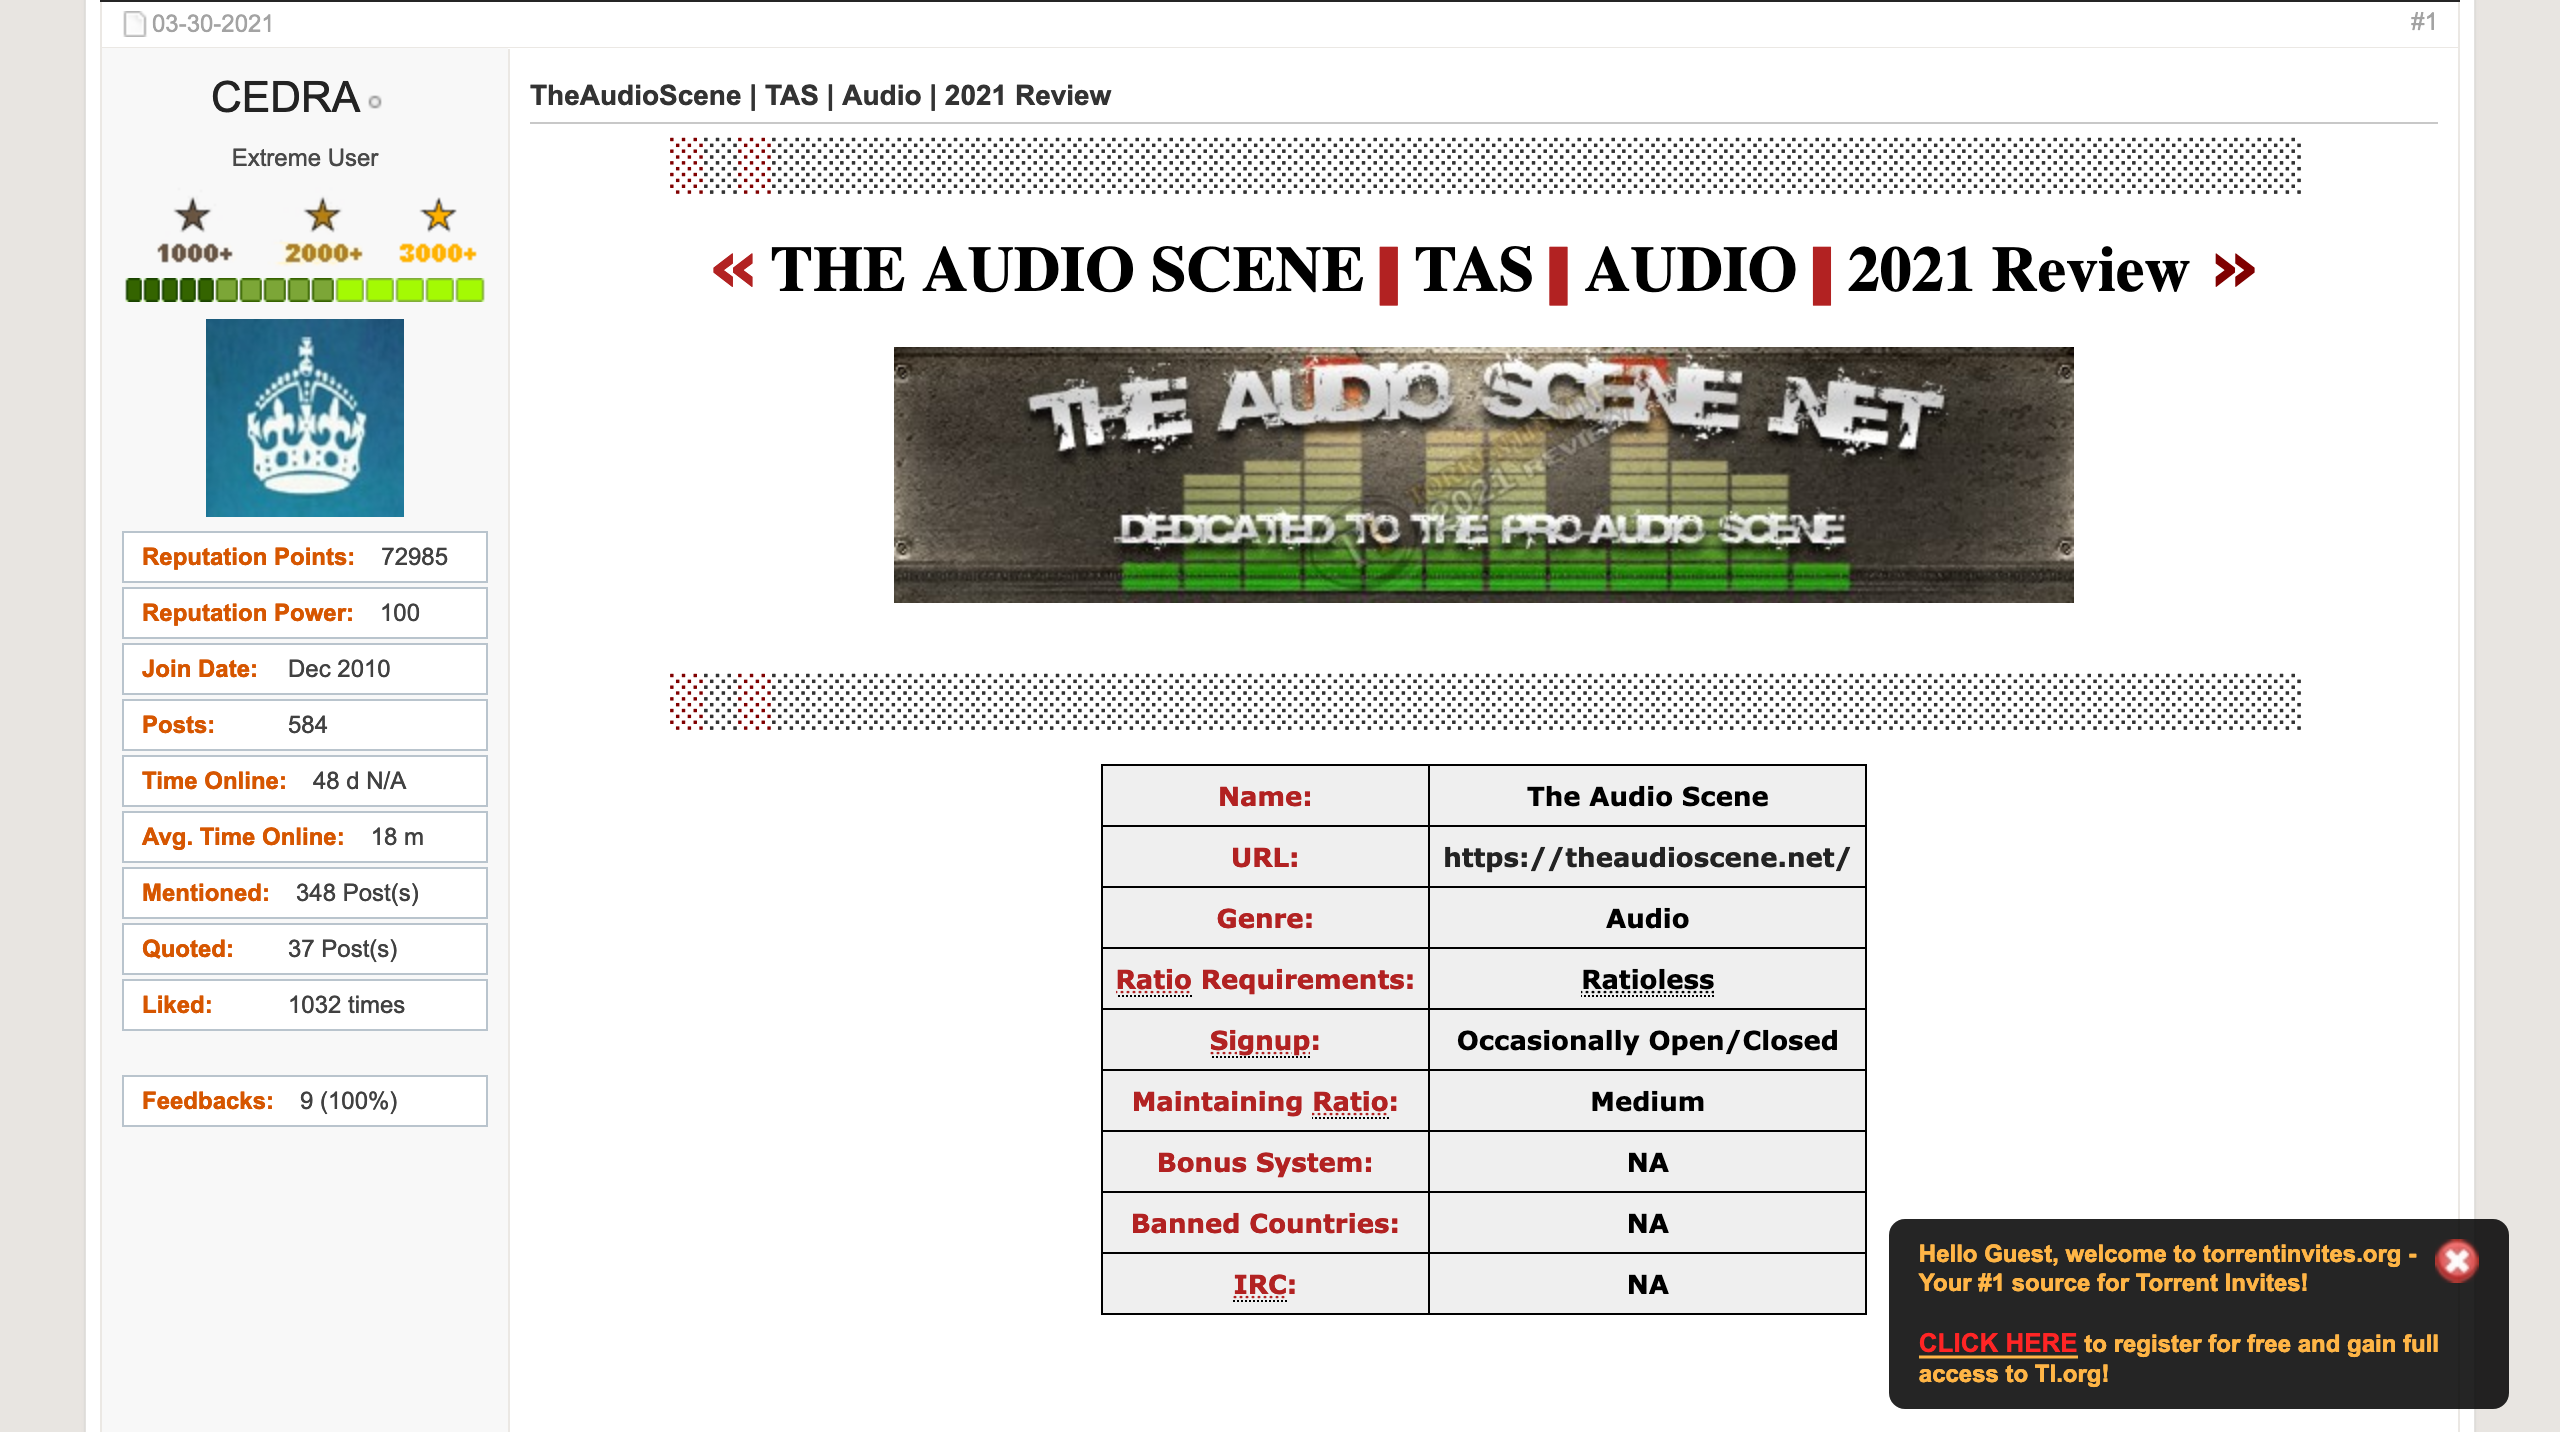 03-30-2021
#1
CEDRA
Extreme User
1000+ 2000+ 3000+
Reputation Points: 72985
Reputation Power: 100
Join Date: Dec 2010
Posts: 584
Time Online: 48 d N/A
Avg. Time Online: 18 m
Mentioned: 348 Post(s)
Quoted: 37 Post(s)
Liked: 1032 times
Feedbacks: 9 (100%)
TheAudioScene | TAS | Audio | 2021 Review
« THE AUDIO SCENE | TAS | AUDIO | 2021 Review »
THE AUDIO SCENE .NET
2021 REVIEW
DEDICATED TO THE PRO-AUDIO SCENE
Name: The Audio Scene
URL: https://theaudioscene.net/
Genre: Audio
Ratio Requirements: Ratioless
Signup: Occasionally Open/Closed
Maintaining Ratio: Medium
Bonus System: NA
Banned Countries: NA
IRC: NA
Hello Guest, welcome to torrentinvites.org -
Your #1 source for Torrent Invites!
CLICK HERE to register for free and gain full
access to TI.org!